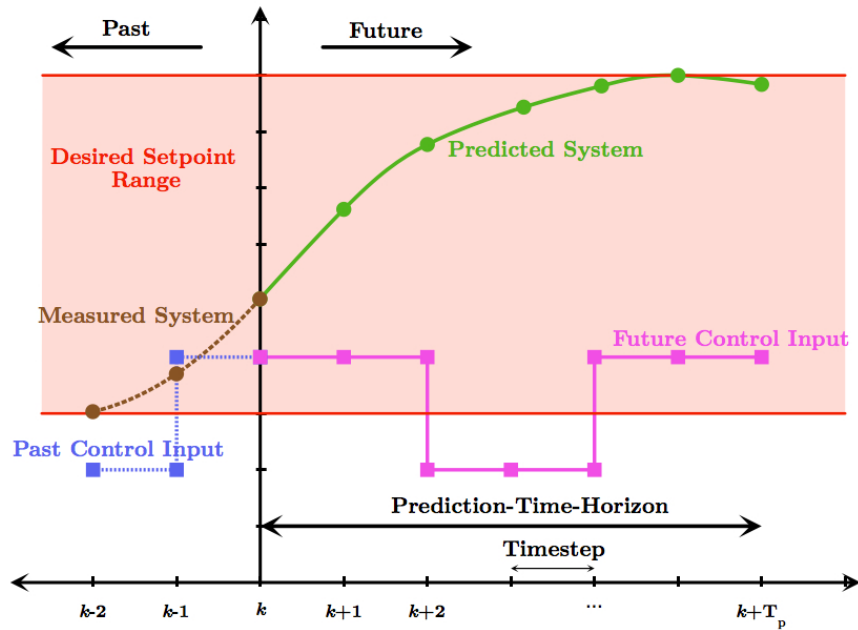 Past
Future
Desired Setpoint
Range
Predicted System
Measured System
Future Control Input
Past Control Input
Prediction-Time-Horizon
Timestep
k-2 k-1 k k+1 k+2 ... k+Tₚ